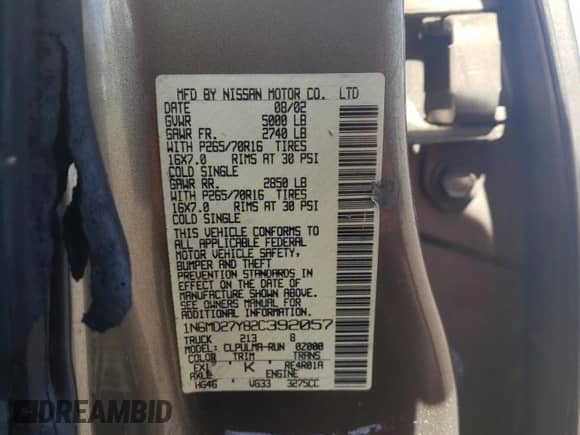 MFD BY NISSAN MOTOR CO. LTD
DATE 08/02
GVWR 5000 LB
GAWR FR. 2740 LB
WITH P265/70R16 TIRES
16X7.0 RIMS AT 30 PSI
COLD SINGLE
GAWR RR. 2850 LB
WITH P265/70R16 TIRES
16X7.0 RIMS AT 30 PSI
COLD SINGLE
THIS VEHICLE CONFORMS TO
ALL APPLICABLE FEDERAL
MOTOR VEHICLE SAFETY,
BUMPER AND THEFT
PREVENTION STANDARDS IN
EFFECT ON THE DATE OF
MANUFACTURE SHOWN ABOVE.
SEE OWNERS MANUAL FOR
ADDITIONAL
1N6MD27Y82C392057
TRUCK 213 8
MODEL CLPULMA-RUN 02000
COLOR TRIM TRANS
EX1 K RE4R01A
AXLE ENGINE
HG46 VG33 3275CC
DREAMBID